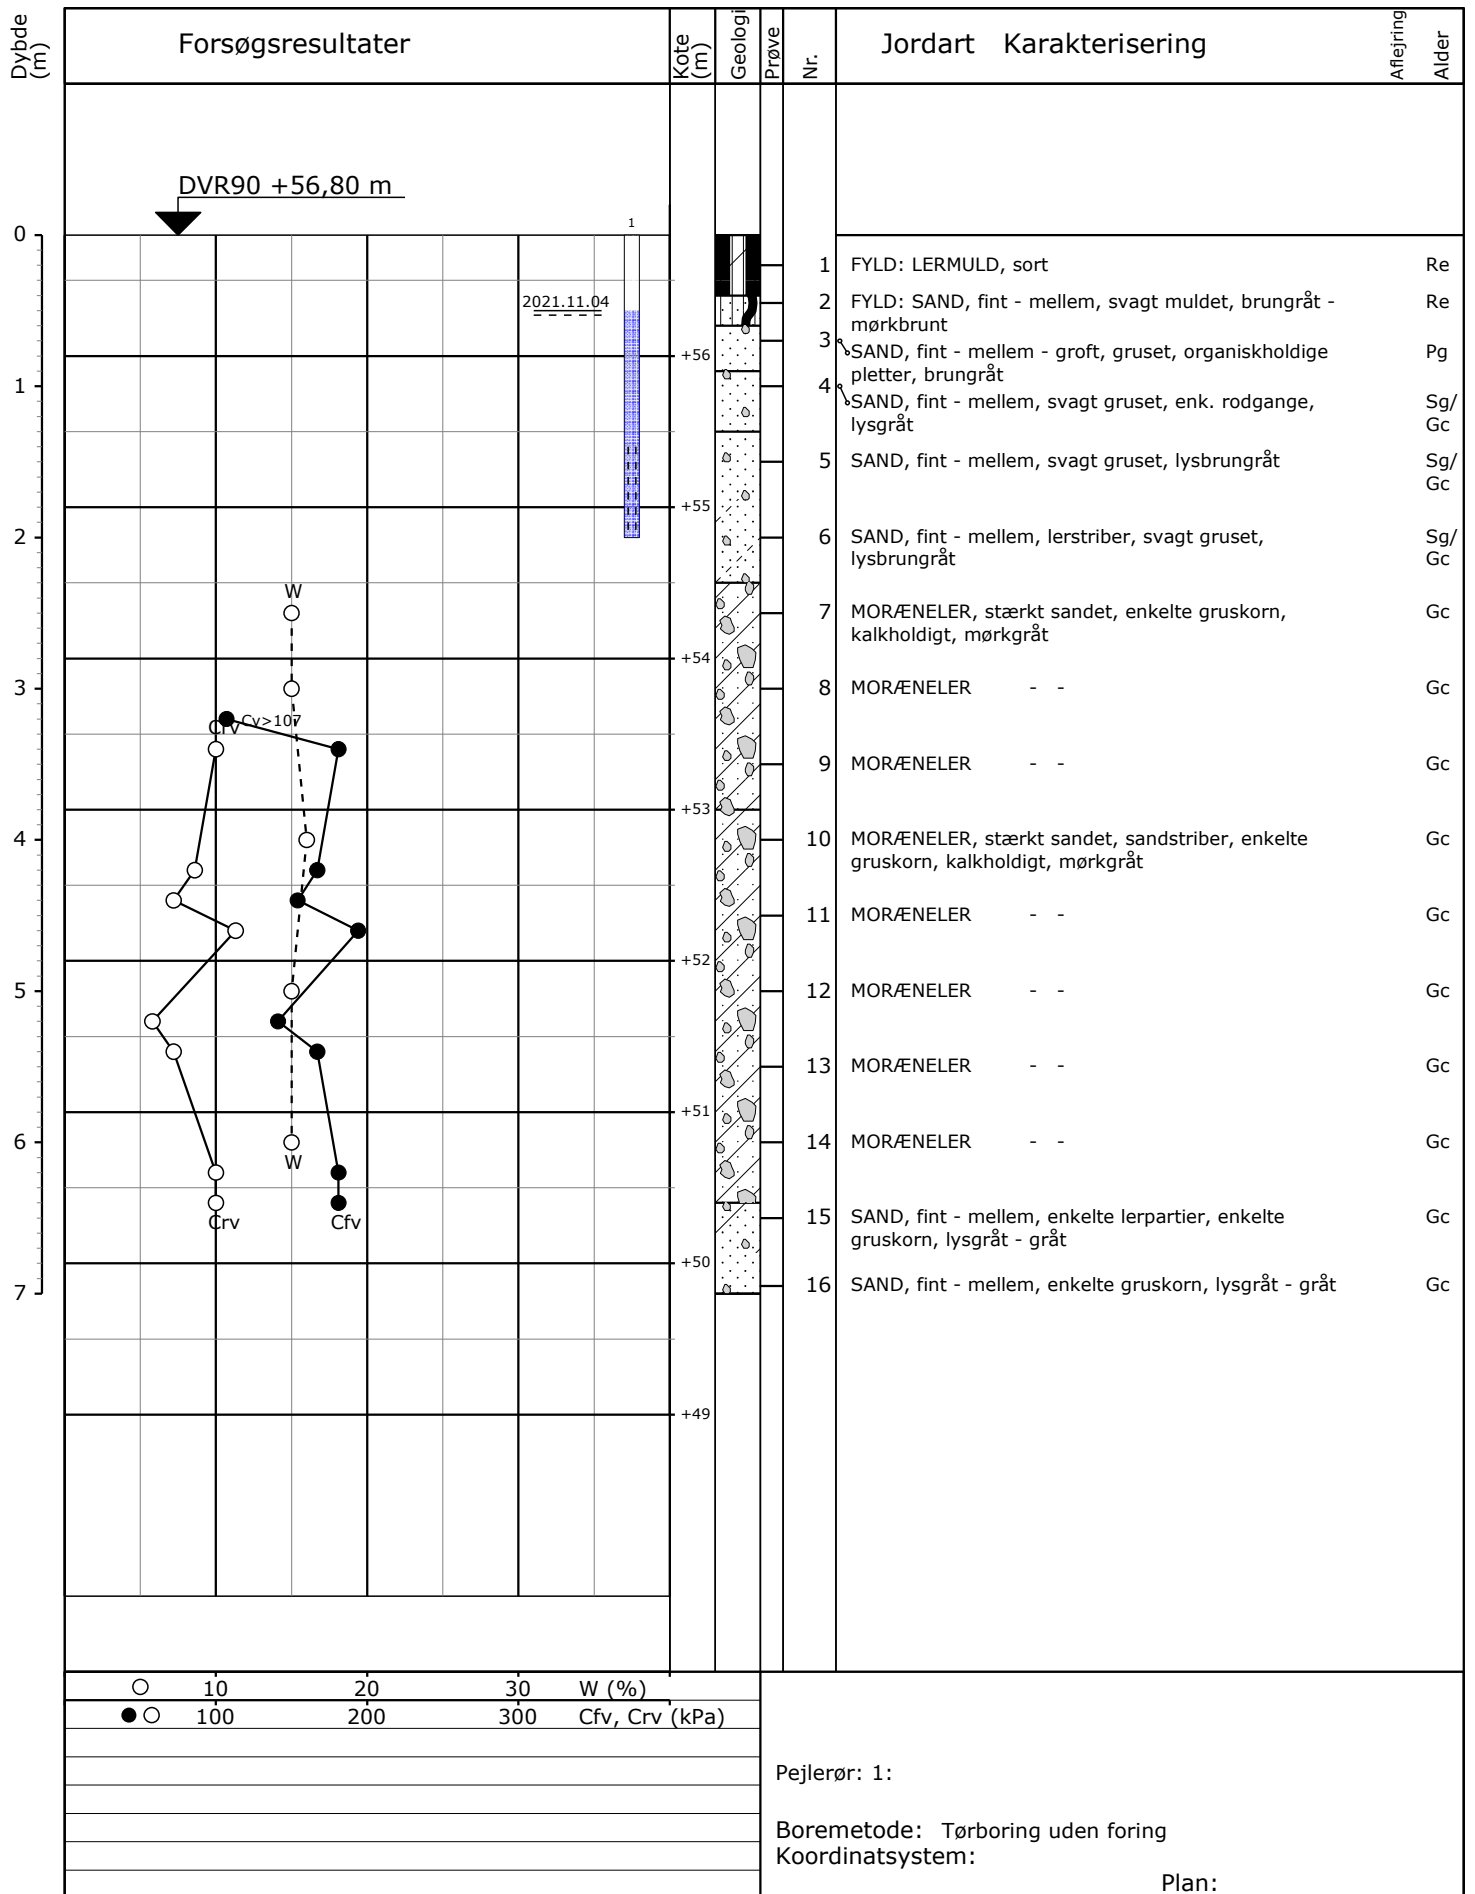 Dybde (m)
Forsøgsresultater
Kote (m)
Geologi
Prøve
Nr.
Jordart Karakterisering
Aflejring
Alder
DVR90 +56,80 m
1
2021.11.04
0
1
2
3
4
5
6
7
+56
+55
+54
+53
+52
+51
+50
+49
W
Cv>107
Crv
W
Crv
Cfv
1 FYLD: LERMULD, sort Re
2 FYLD: SAND, fint - mellem, svagt muldet, brungråt - Re
mørkbrunt
3 SAND, fint - mellem - groft, gruset, organiskholdige Pg
pletter, brungråt
4 SAND, fint - mellem, svagt gruset, enk. rodgange, Sg/
lysgråt Gc
5 SAND, fint - mellem, svagt gruset, lysbrungråt Sg/
Gc
6 SAND, fint - mellem, lerstriber, svagt gruset, Sg/
lysbrungråt Gc
7 MORÆNELER, stærkt sandet, enkelte gruskorn, Gc
kalkholdigt, mørkgråt
8 MORÆNELER - - Gc
9 MORÆNELER - - Gc
10 MORÆNELER, stærkt sandet, sandstriber, enkelte Gc
gruskorn, kalkholdigt, mørkgråt
11 MORÆNELER - - Gc
12 MORÆNELER - - Gc
13 MORÆNELER - - Gc
14 MORÆNELER - - Gc
15 SAND, fint - mellem, enkelte lerpartier, enkelte Gc
gruskorn, lysgråt - gråt
16 SAND, fint - mellem, enkelte gruskorn, lysgråt - gråt Gc
10 20 30 W (%)
100 200 300 Cfv, Crv (kPa)
Pejlerør: 1:
Boremetode: Tørboring uden foring
Koordinatsystem:
Plan: